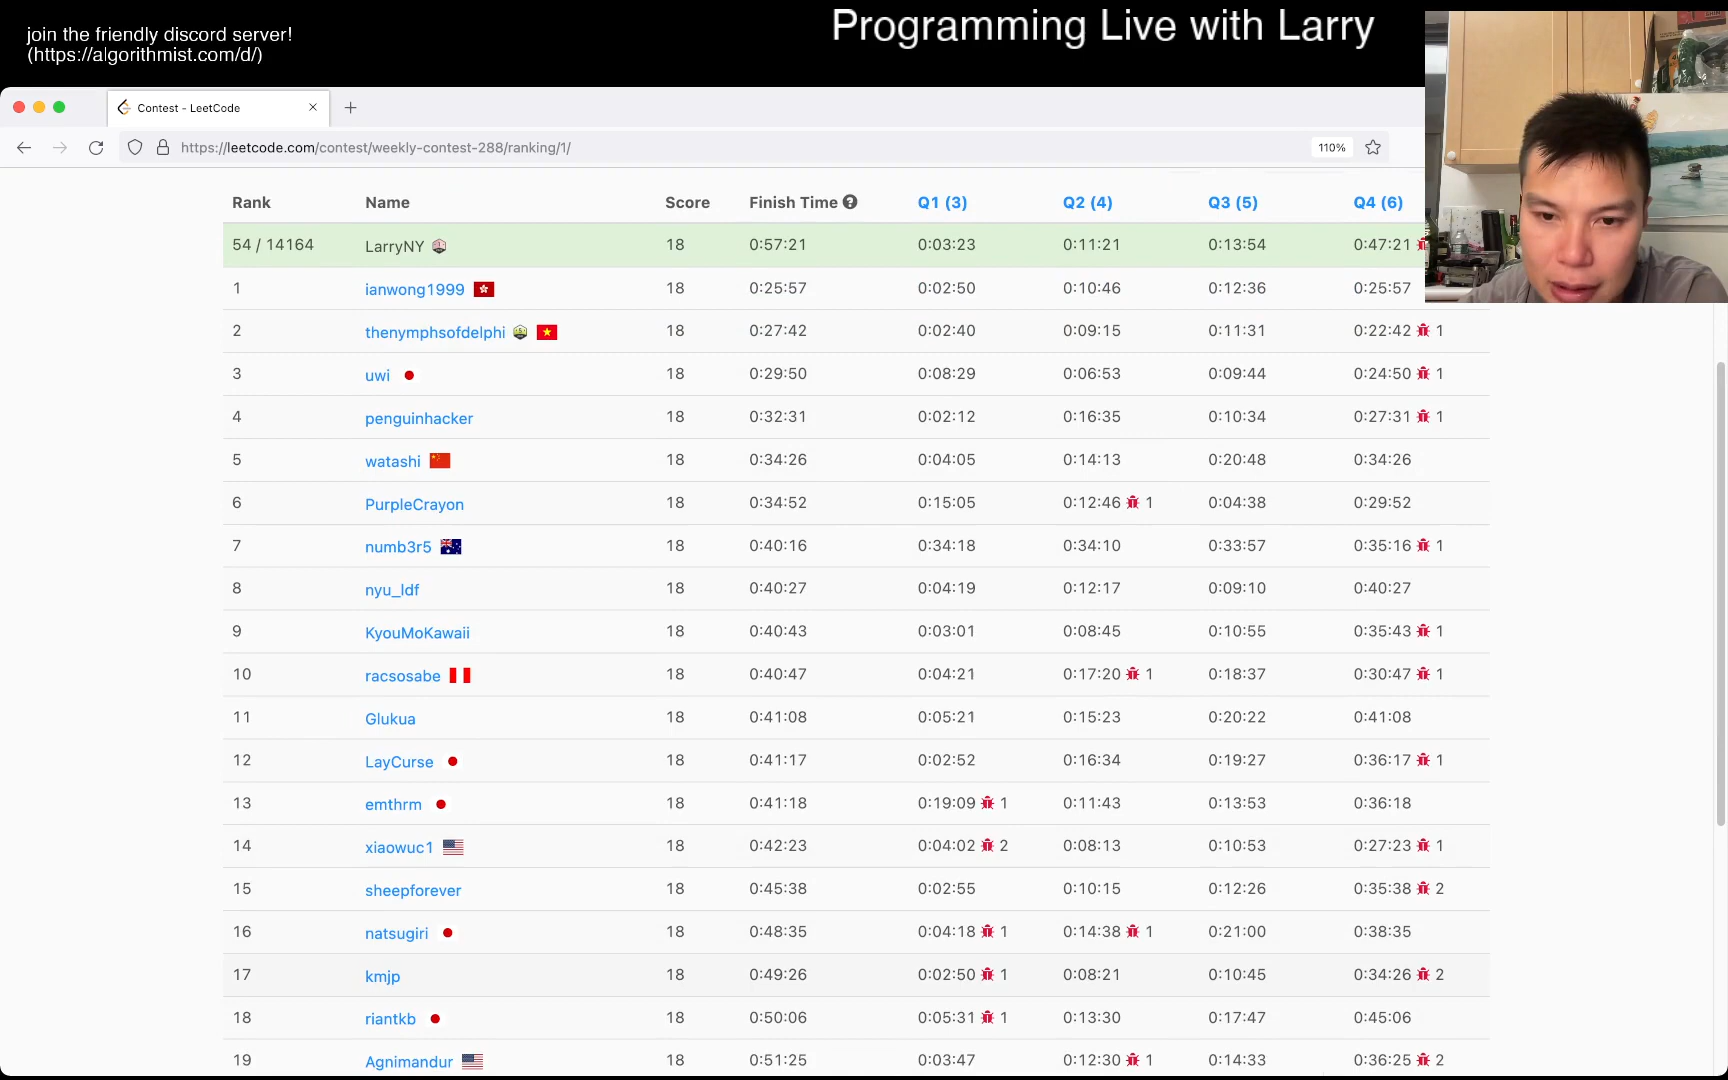 join the friendly discord server!
(https://algorithmist.com/d/)
Programming Live with Larry
Contest - LeetCode
https://leetcode.com/contest/weekly-contest-288/ranking/1/
110%
Rank Name Score Finish Time Q1 (3) Q2 (4) Q3 (5) Q4 (6)
54 / 14164 LarryNY 18 0:57:21 0:03:23 0:11:21 0:13:54 0:47:21
1 ianwong1999 18 0:25:57 0:02:50 0:10:46 0:12:36 0:25:57
2 thenymphsofdelphi 18 0:27:42 0:02:40 0:09:15 0:11:31 0:22:42 1
3 uwi 18 0:29:50 0:08:29 0:06:53 0:09:44 0:24:50 1
4 penguinhacker 18 0:32:31 0:02:12 0:16:35 0:10:34 0:27:31 1
5 watashi 18 0:34:26 0:04:05 0:14:13 0:20:48 0:34:26
6 PurpleCrayon 18 0:34:52 0:15:05 0:12:46 1 0:04:38 0:29:52
7 numb3r5 18 0:40:16 0:34:18 0:34:10 0:33:57 0:35:16 1
8 nyu_ldf 18 0:40:27 0:04:19 0:12:17 0:09:10 0:40:27
9 KyouMoKawaii 18 0:40:43 0:03:01 0:08:45 0:10:55 0:35:43 1
10 racsosabe 18 0:40:47 0:04:21 0:17:20 1 0:18:37 0:30:47 1
11 Glukua 18 0:41:08 0:05:21 0:15:23 0:20:22 0:41:08
12 LayCurse 18 0:41:17 0:02:52 0:16:34 0:19:27 0:36:17 1
13 emthrm 18 0:41:18 0:19:09 1 0:11:43 0:13:53 0:36:18
14 xiaowuc1 18 0:42:23 0:04:02 2 0:08:13 0:10:53 0:27:23 1
15 sheepforever 18 0:45:38 0:02:55 0:10:15 0:12:26 0:35:38 2
16 natsugiri 18 0:48:35 0:04:18 1 0:14:38 1 0:21:00 0:38:35
17 kmjp 18 0:49:26 0:02:50 1 0:08:21 0:10:45 0:34:26 2
18 riantkb 18 0:50:06 0:05:31 1 0:13:30 0:17:47 0:45:06
19 Agnimandur 18 0:51:25 0:03:47 0:12:30 1 0:14:33 0:36:25 2